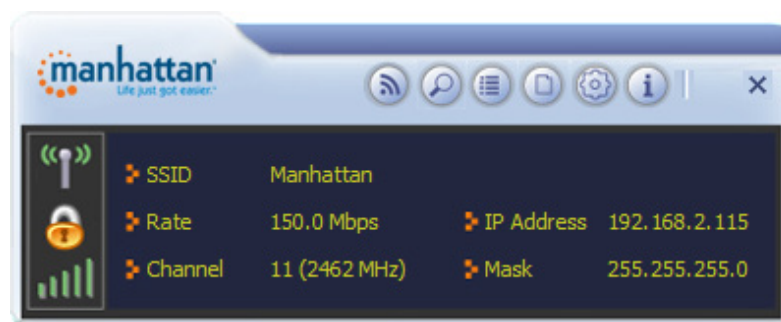 manhattan
Life just got easier.™
SSID Manhattan
Rate 150.0 Mbps IP Address 192.168.2.115
Channel 11 (2462 MHz) Mask 255.255.255.0